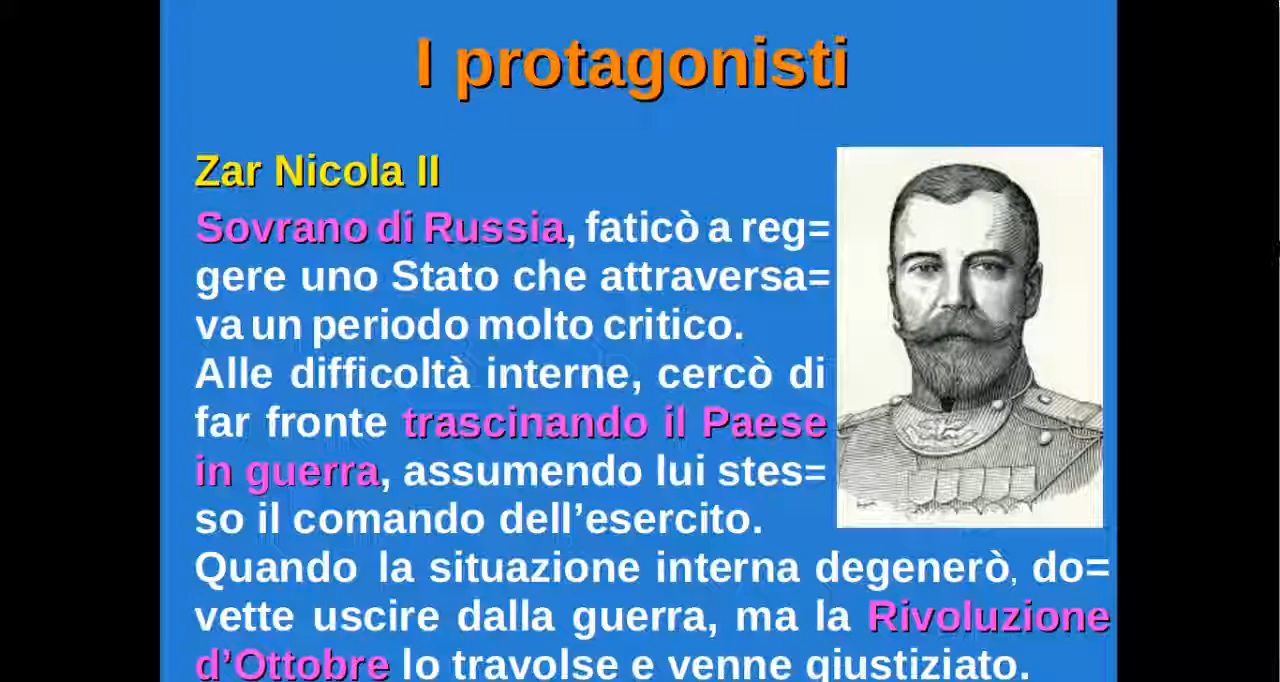 I protagonisti
Zar Nicola II
Sovrano di Russia, faticò a reg=
gere uno Stato che attraversa=
va un periodo molto critico.
Alle difficoltà interne, cercò di
far fronte trascinando il Paese
in guerra, assumendo lui stes=
so il comando dell’esercito.
Quando la situazione interna degenerò, do=
vette uscire dalla guerra, ma la Rivoluzione
d’Ottobre lo travolse e venne giustiziato.